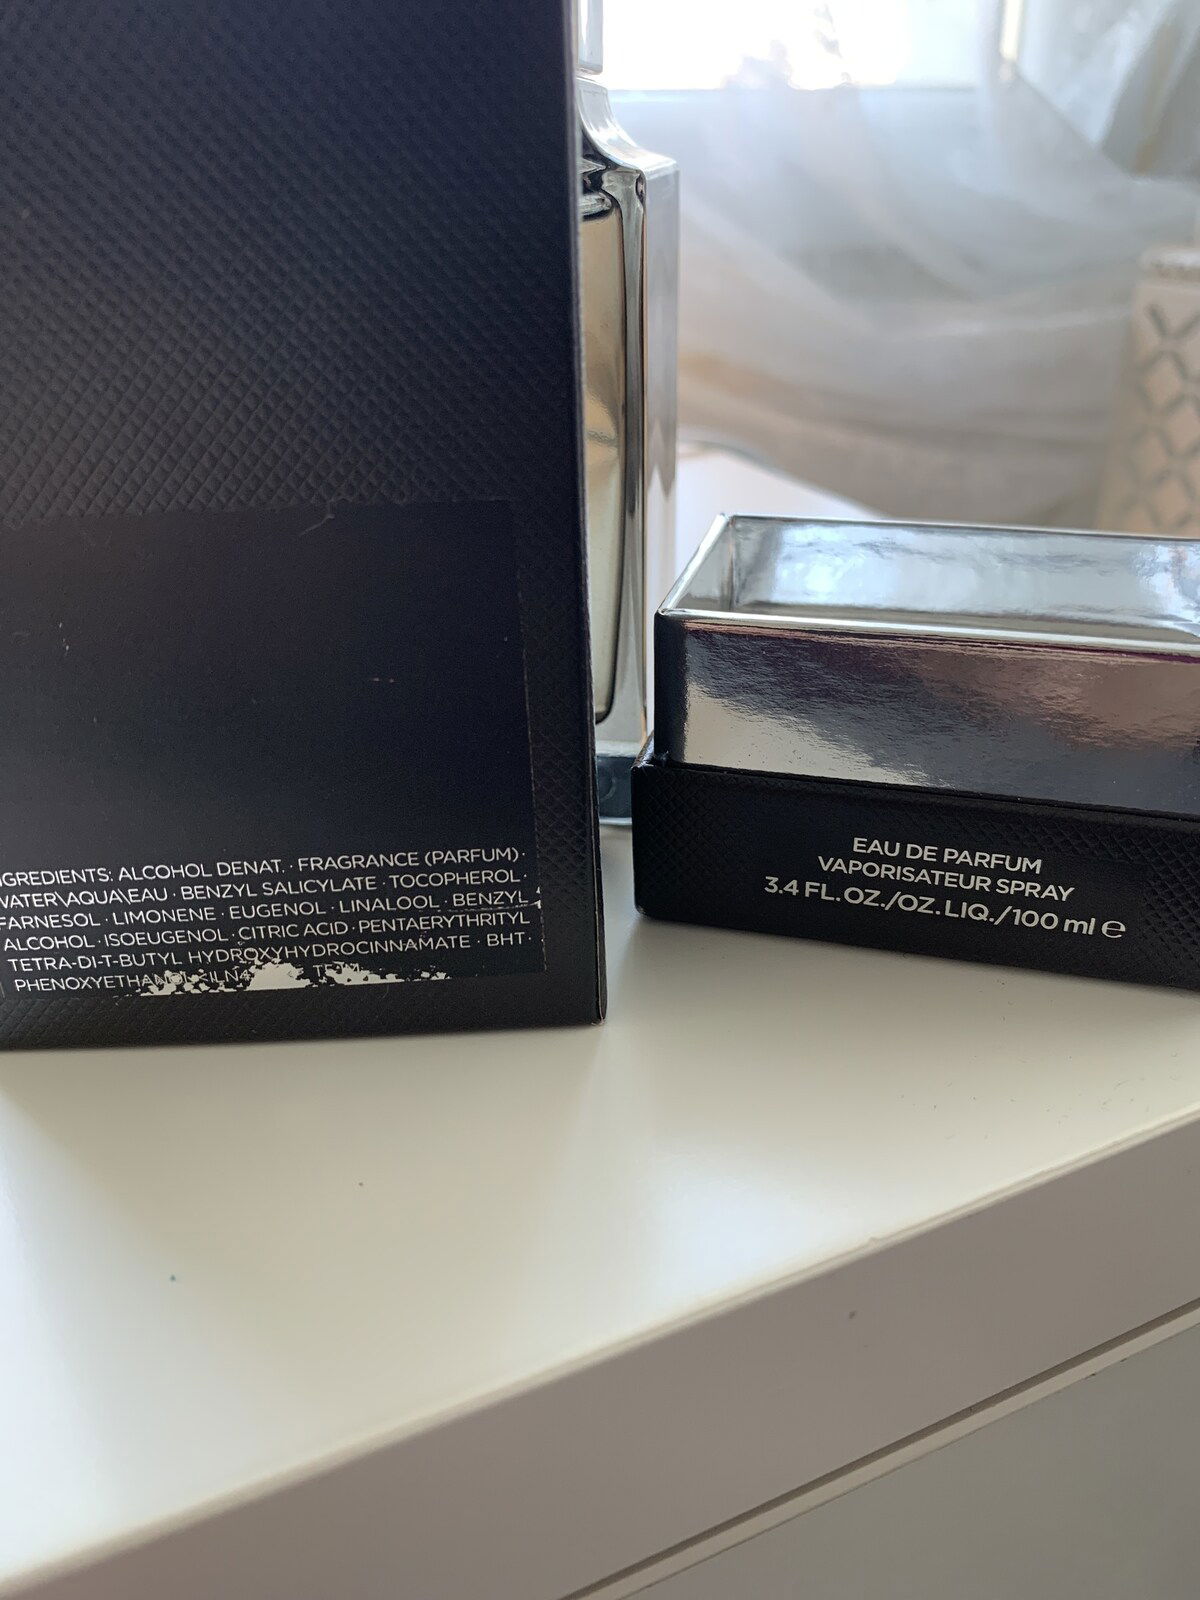 NGREDIENTS: ALCOHOL DENAT. · FRAGRANCE (PARFUM) ·
WATER\AQUA\EAU · BENZYL SALICYLATE · TOCOPHEROL ·
FARNESOL · LIMONENE · EUGENOL · LINALOOL · BENZYL
ALCOHOL · ISOEUGENOL · CITRIC ACID · PENTAERYTHRITYL
TETRA-DI-T-BUTYL HYDROXYHYDROCINNAMATE · BHT ·
PHENOXYETHANOL
EAU DE PARFUM
VAPORISATEUR SPRAY
3.4 FL.OZ./OZ.LIQ./100 ml ℮